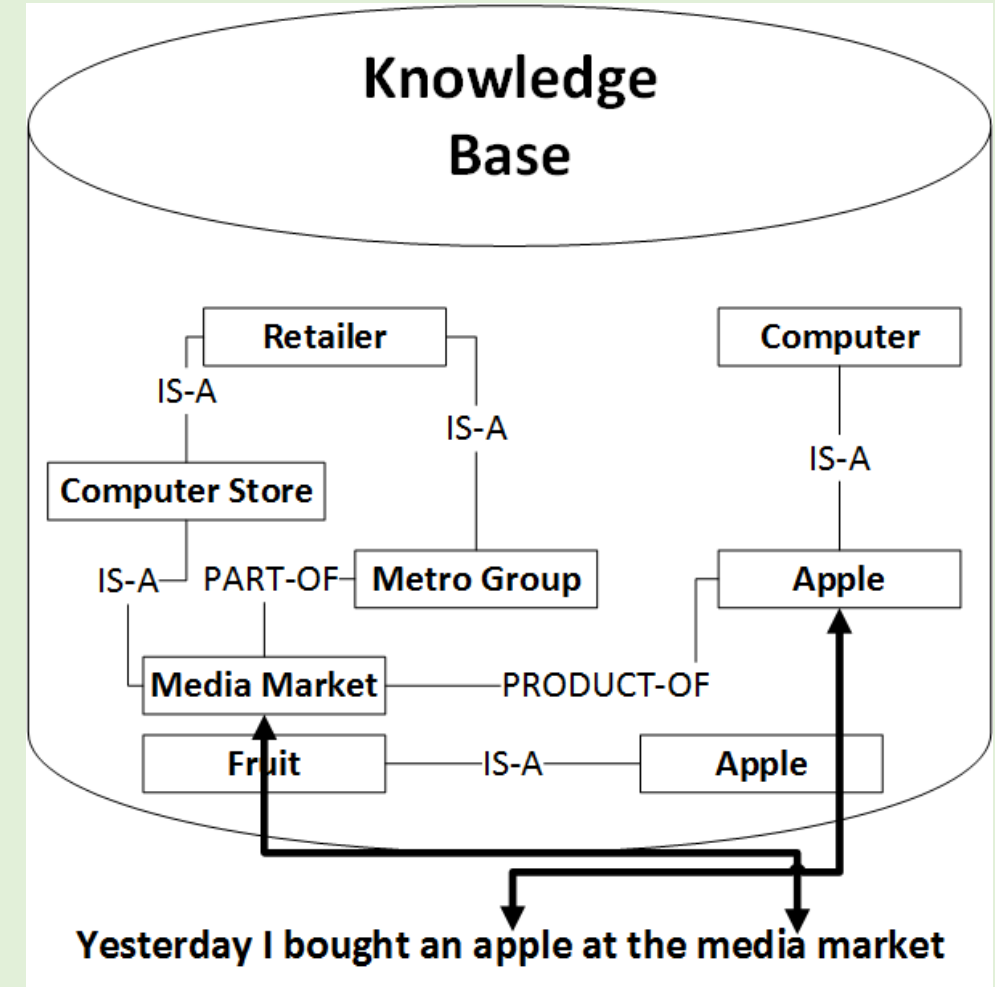 Knowledge
Base
Retailer
Computer
IS-A
IS-A
IS-A
Computer Store
IS-A
PART-OF
Metro Group
Apple
Media Market
PRODUCT-OF
Fruit
IS-A
Apple
Yesterday I bought an apple at the media market